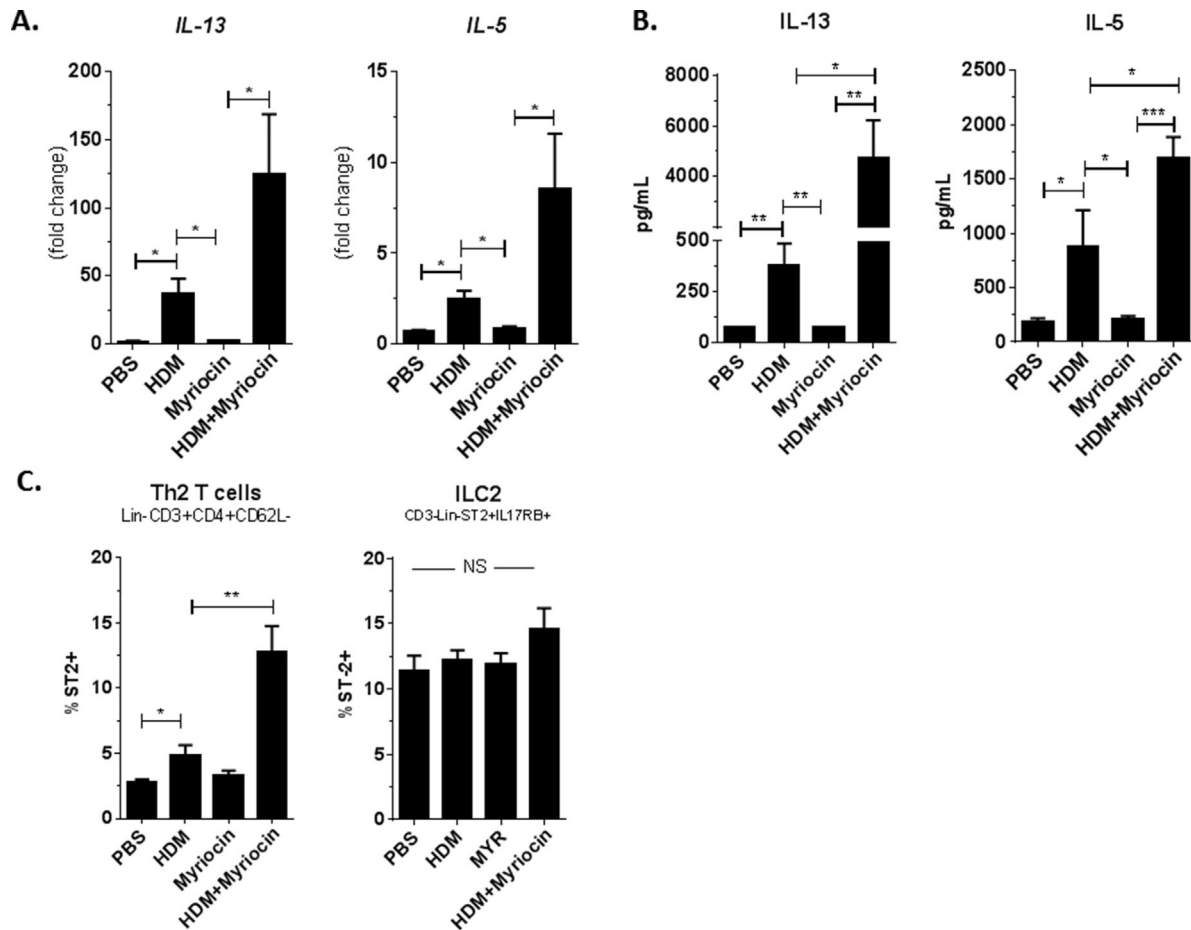 A.
IL-13
(fold change)
200
150
100
50
0
*
*
*
PBS
HDM
Myriocin
HDM+Myriocin
IL-5
(fold change)
15
10
5
0
*
*
*
PBS
HDM
Myriocin
HDM+Myriocin
B.
IL-13
pg/mL
8000
6000
4000
500
250
0
*
**
**
**
PBS
HDM
Myriocin
HDM+Myriocin
IL-5
pg/mL
2500
2000
1500
1000
500
0
*
***
*
*
PBS
HDM
Myriocin
HDM+Myriocin
C.
Th2 T cells
Lin-CD3+CD4+CD62L-
% ST2+
20
15
10
5
0
**
*
PBS
HDM
Myriocin
HDM+Myriocin
ILC2
CD3-Lin-ST2+IL17RB+
% ST-2+
20
15
10
5
0
NS
PBS
HDM
MYR
HDM+Myriocin